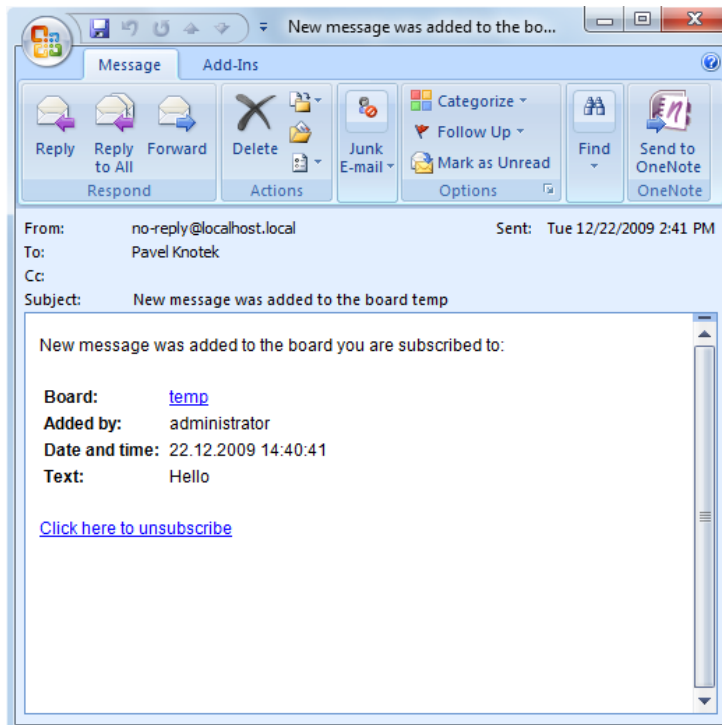 New message was added to the bo...
Message Add-Ins
Reply Reply to All Forward Delete Junk E-mail Categorize Follow Up Mark as Unread Find Send to OneNote
Respond Actions Options OneNote
From: no-reply@localhost.local Sent: Tue 12/22/2009 2:41 PM
To: Pavel Knotek
Cc:
Subject: New message was added to the board temp
New message was added to the board you are subscribed to:
Board: temp
Added by: administrator
Date and time: 22.12.2009 14:40:41
Text: Hello
Click here to unsubscribe